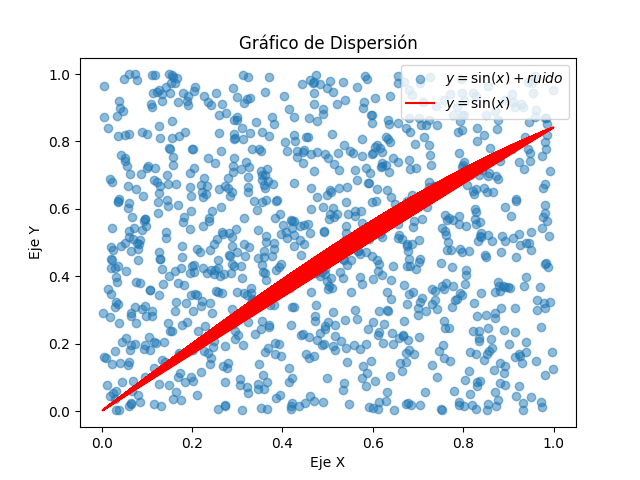 Gráfico de Dispersión
y = sin(x) + ruido
y = sin(x)
Eje Y
1.0
0.8
0.6
0.4
0.2
0.0
0.0 0.2 0.4 0.6 0.8 1.0
Eje X